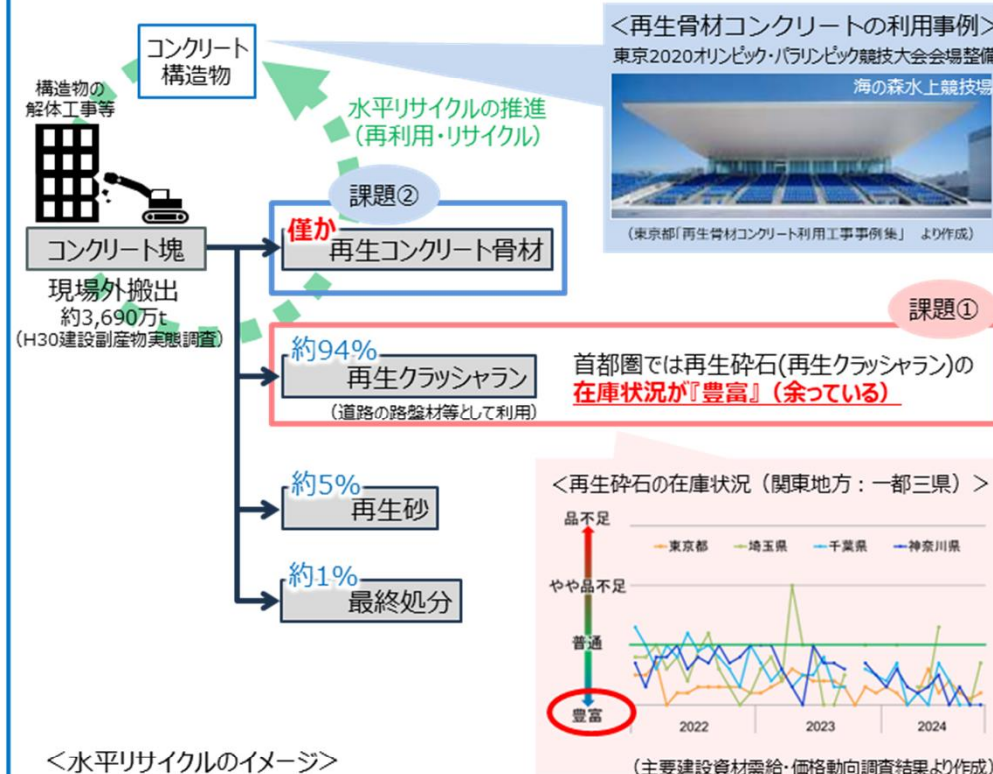 コンクリート
構造物
構造物の
解体工事等
水平リサイクルの推進
(再利用・リサイクル)
<再生骨材コンクリートの利用事例>
東京2020オリンピック・パラリンピック競技大会会場整備
海の森水上競技場
(東京都「再生骨材コンクリート利用工事事例集」 より作成)
課題②
コンクリート塊
僅か
再生コンクリート骨材
現場外搬出
約3,690万t
(H30建設副産物実態調査)
課題①
約94%
再生クラッシャラン
(道路の路盤材等として利用)
首都圏では再生砕石(再生クラッシャラン)の
在庫状況が『豊富』(余っている)
約5%
再生砂
約1%
最終処分
<再生砕石の在庫状況(関東地方:一都三県)>
品不足
東京都 埼玉県 千葉県 神奈川県
やや品不足
普通
豊富
2022 2023 2024
(主要建設資材需給・価格動向調査結果より作成)
<水平リサイクルのイメージ>